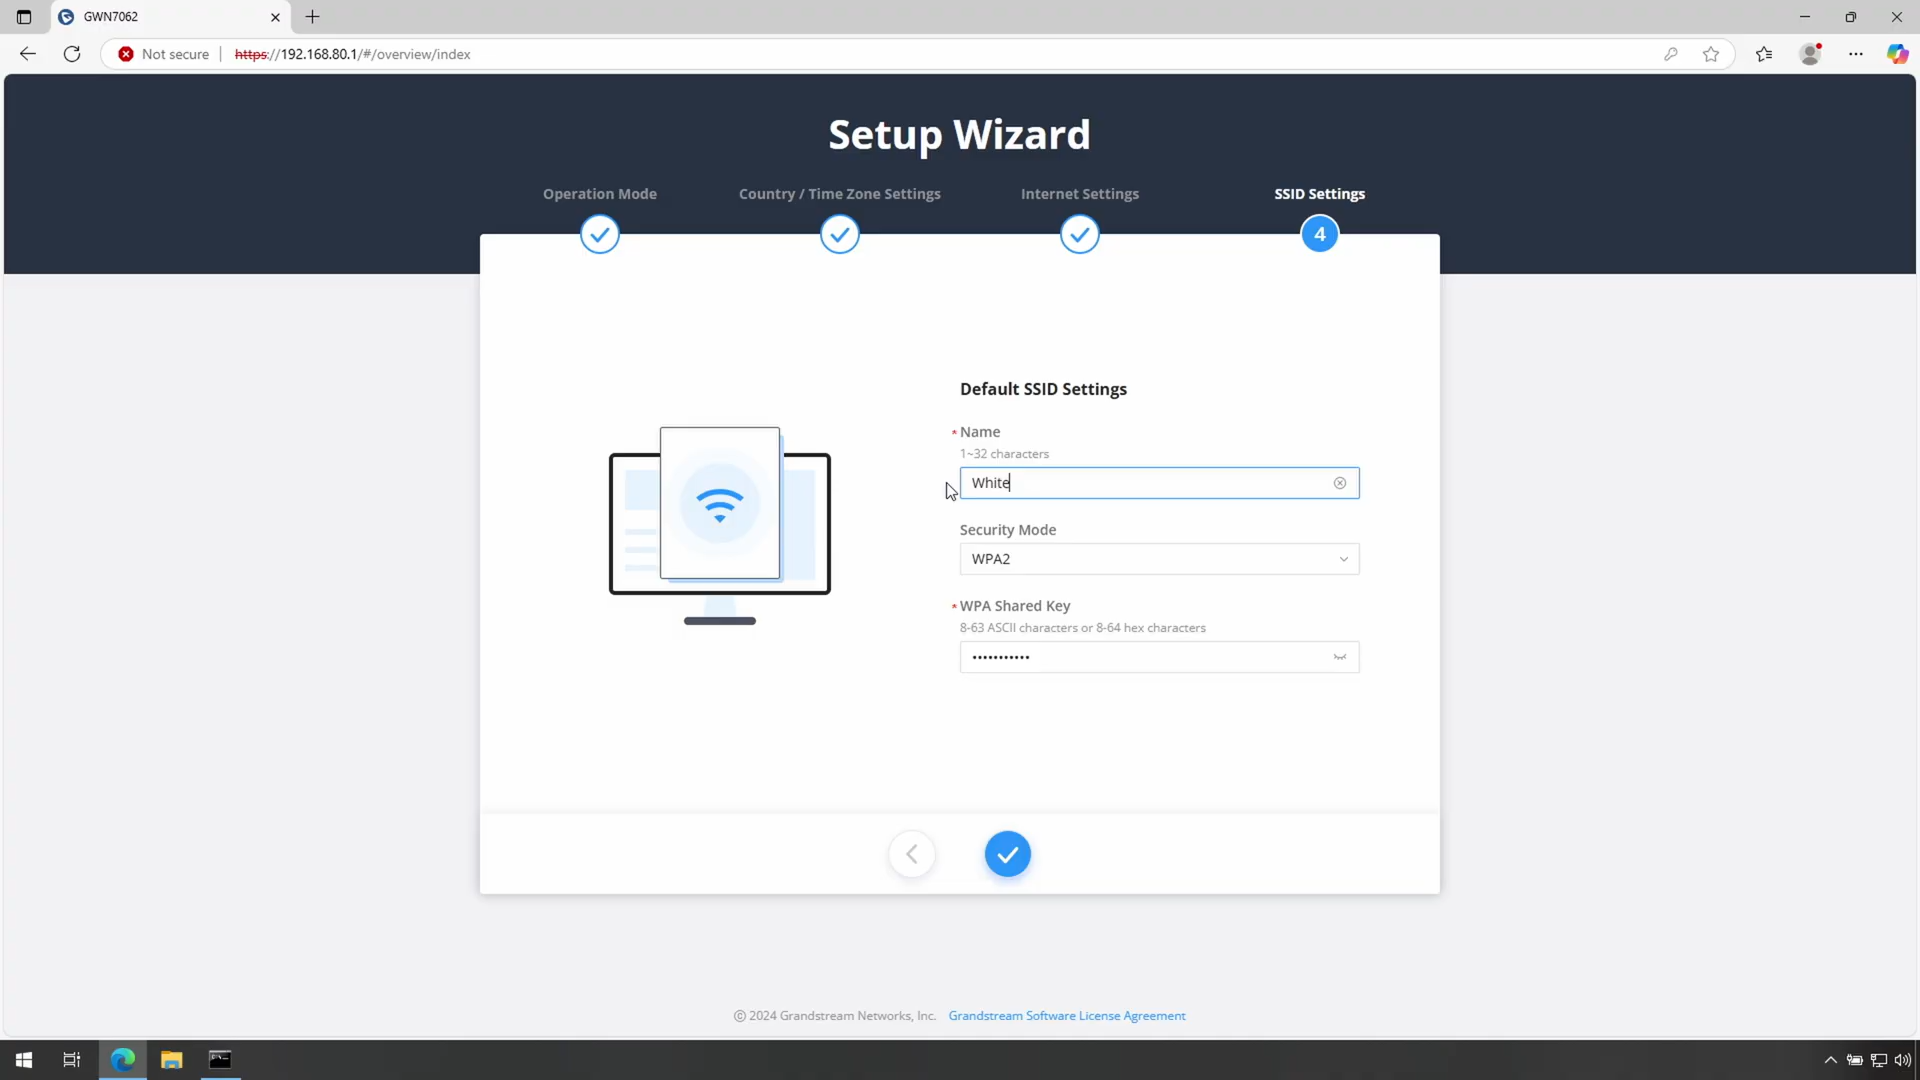 GWN7062
Not secure
https://192.168.80.1/#/overview/index
Setup Wizard
Operation Mode
Country / Time Zone Settings
Internet Settings
SSID Settings
4
Default SSID Settings
* Name
1~32 characters
White
Security Mode
WPA2
* WPA Shared Key
8-63 ASCII characters or 8-64 hex characters
•••••••••••
© 2024 Grandstream Networks, Inc. Grandstream Software License Agreement